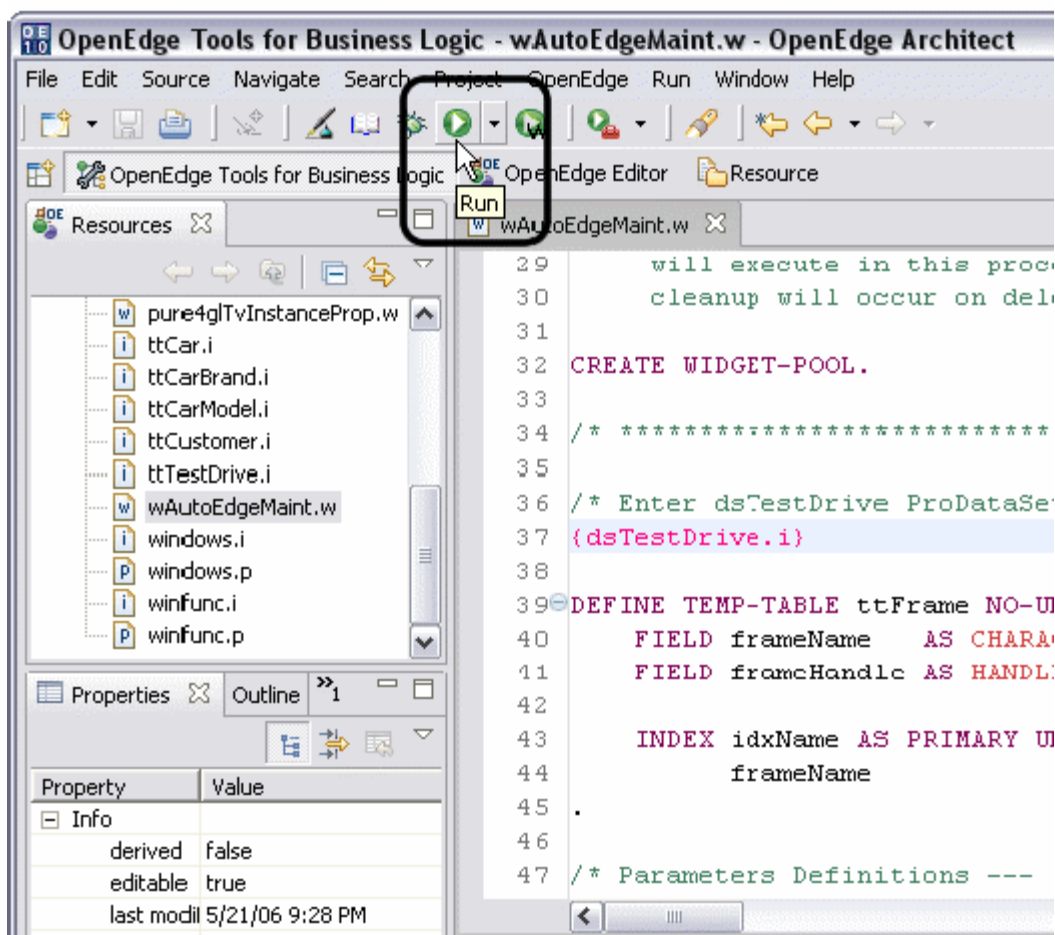 OpenEdge Tools for Business Logic - wAutoEdgeMaint.w - OpenEdge Architect
File Edit Source Navigate Search Project OpenEdge Run Window Help
OpenEdge Tools for Business Logic OpenEdge Editor Resource
Run
Resources wAutoEdgeMaint.w
pure4glTvInstanceProp.w
ttCar.i
ttCarBrand.i
ttCarModel.i
ttCustomer.i
ttTestDrive.i
wAutoEdgeMaint.w
windows.i
windows.p
winfunc.i
winfunc.p
Properties Outline »1
Property Value
Info
derived false
editable true
last modi 5/21/06 9:28 PM
29 will execute in this proc
30 cleanup will occur on del
31
32 CREATE WIDGET-POOL.
33
34 /* ***************************
35
36 /* Enter dsTestDrive ProDataSe
37 {dsTestDrive.i}
38
39 DEFINE TEMP-TABLE ttFrame NO-U
40 FIELD frameName AS CHARA
41 FIELD frameHandle AS HANDL
42
43 INDEX idxName AS PRIMARY U
44 frameName
45 .
46
47 /* Parameters Definitions ---